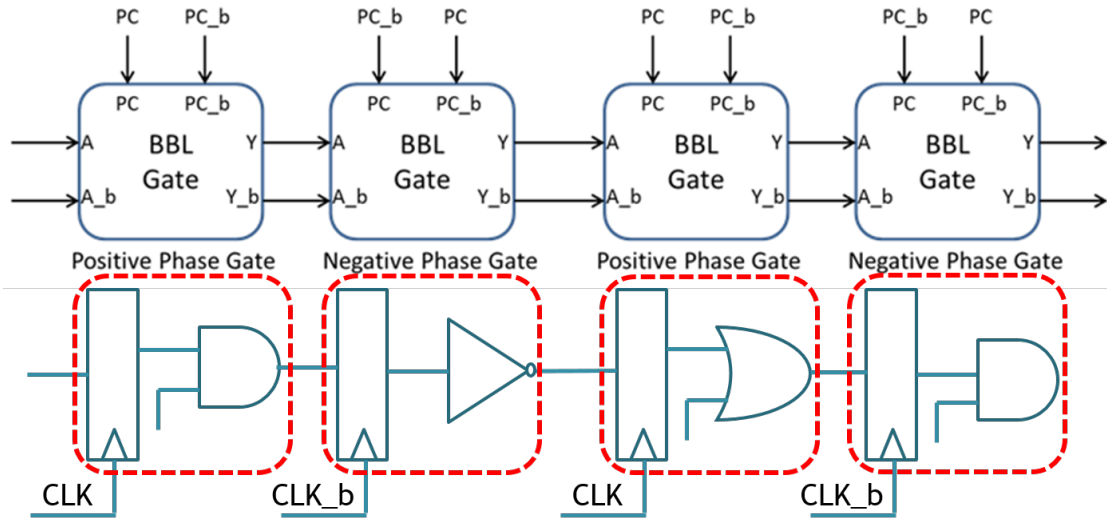 PC PC_b PC_b PC PC PC_b PC_b PC
PC PC_b PC PC_b PC PC_b PC PC_b
A BBL Y A BBL Y A BBL Y A BBL Y
Gate Gate Gate Gate
A_b Y_b A_b Y_b A_b Y_b A_b Y_b
Positive Phase Gate Negative Phase Gate Positive Phase Gate Negative Phase Gate
CLK CLK_b CLK CLK_b